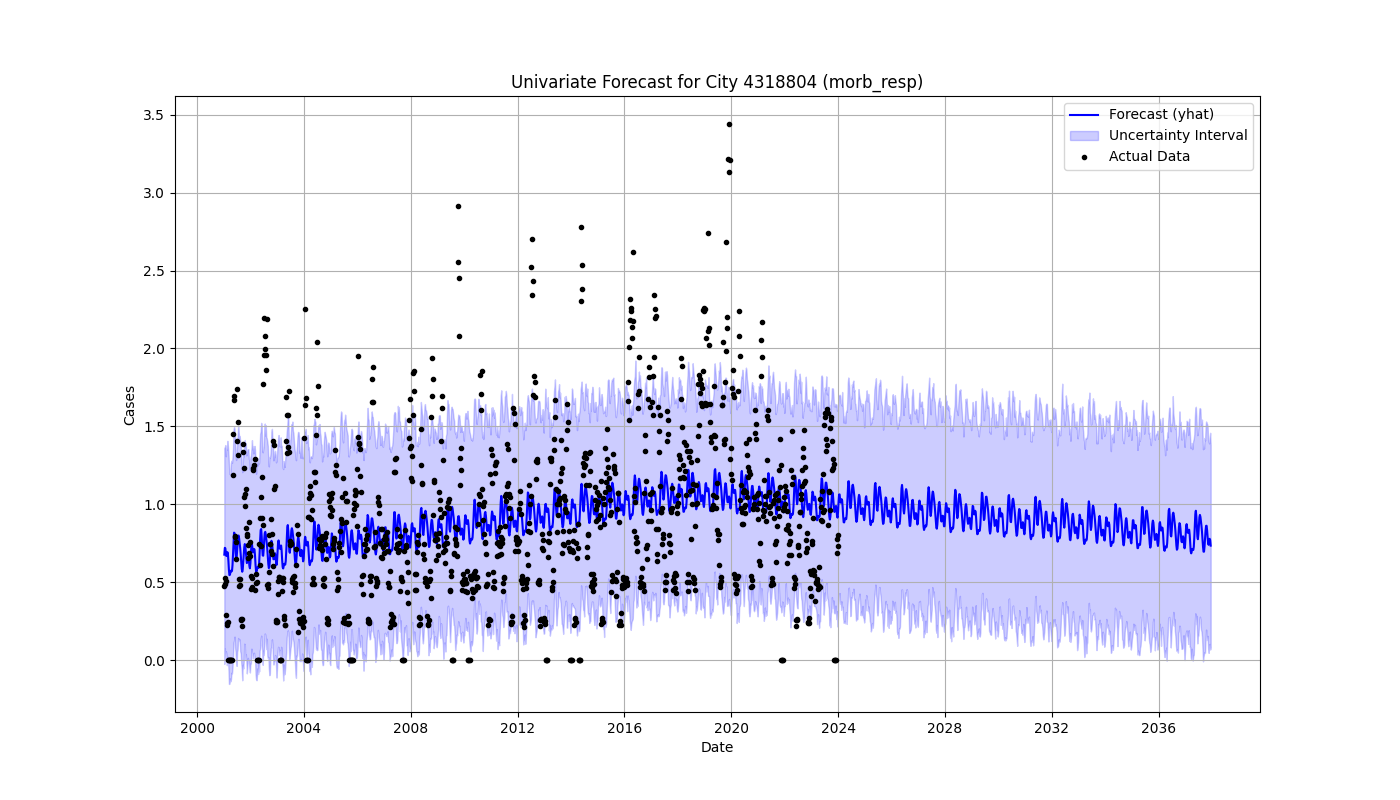 Univariate Forecast for City 4318804 (morb_resp)
Forecast (yhat)
Uncertainty Interval
Actual Data
Cases
3.5
3.0
2.5
2.0
1.5
1.0
0.5
0.0
2000 2004 2008 2012 2016 2020 2024 2028 2032 2036
Date